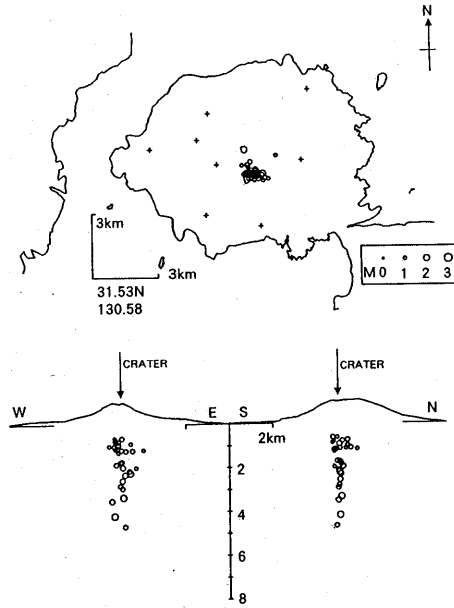 N
3km
3km
31.53N
130.58
M 0 1 2 3
CRATER CRATER
W E S N
2km
2
4
6
8